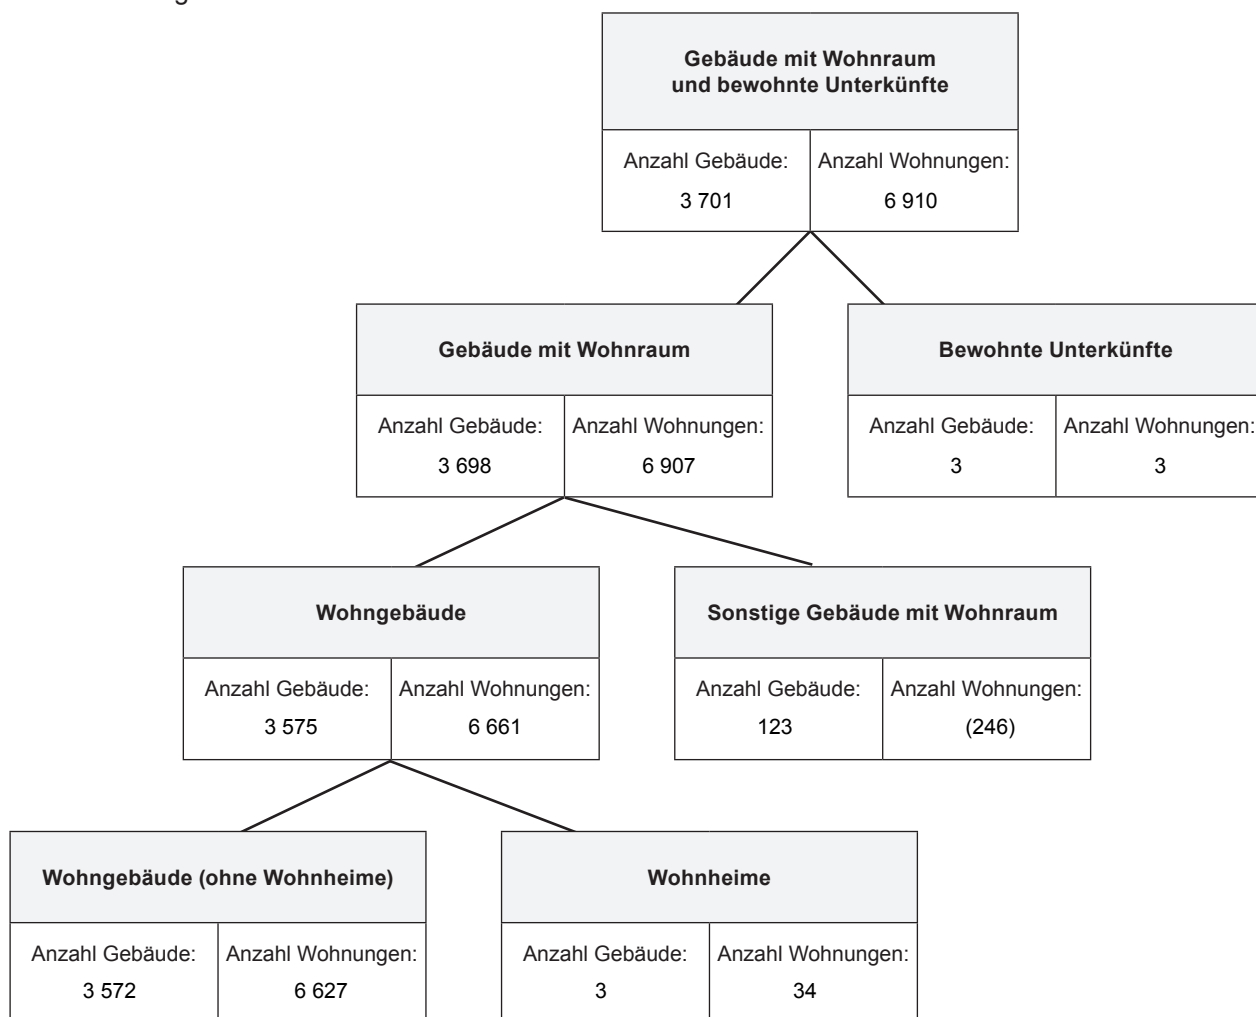 Gebäude mit Wohnraum
und bewohnte Unterkünfte
Anzahl Gebäude: Anzahl Wohnungen:
3 701 6 910
Gebäude mit Wohnraum
Anzahl Gebäude: Anzahl Wohnungen:
3 698 6 907
Bewohnte Unterkünfte
Anzahl Gebäude: Anzahl Wohnungen:
3 3
Wohngebäude
Anzahl Gebäude: Anzahl Wohnungen:
3 575 6 661
Sonstige Gebäude mit Wohnraum
Anzahl Gebäude: Anzahl Wohnungen:
123 (246)
Wohngebäude (ohne Wohnheime)
Anzahl Gebäude: Anzahl Wohnungen:
3 572 6 627
Wohnheime
Anzahl Gebäude: Anzahl Wohnungen:
3 34